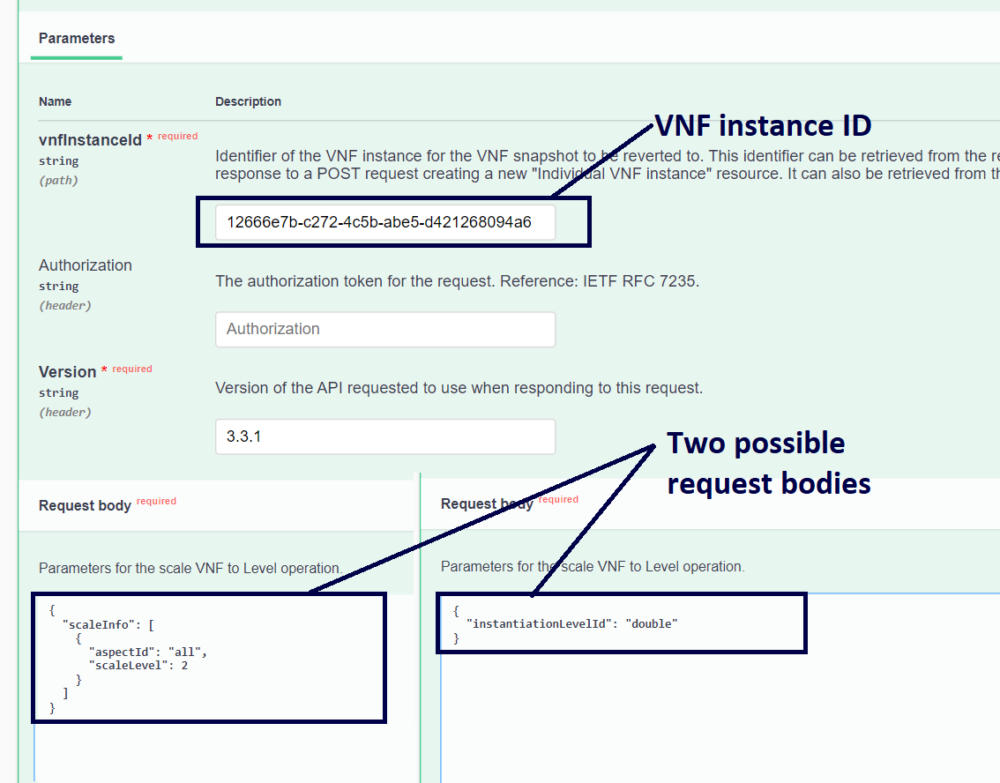 Parameters
Name Description
VNF instance ID
vnfInstanceId * required
string
(path)
Identifier of the VNF instance for the VNF snapshot to be reverted to. This identifier can be retrieved from the
response to a POST request creating a new "Individual VNF instance" resource. It can also be retrieved from
12666e7b-c272-4c5b-abe5-d421268094a6
Authorization
string
(header)
The authorization token for the request. Reference: IETF RFC 7235.
Authorization
Version * required
string
(header)
Version of the API requested to use when responding to this request.
3.3.1
Two possible
request bodies
Request body required
Parameters for the scale VNF to Level operation.
{
"scaleInfo": [
{
"aspectId": "all",
"scaleLevel": 2
}
]
}
Request body required
Parameters for the scale VNF to Level operation.
{
"instantiationLevelId": "double"
}